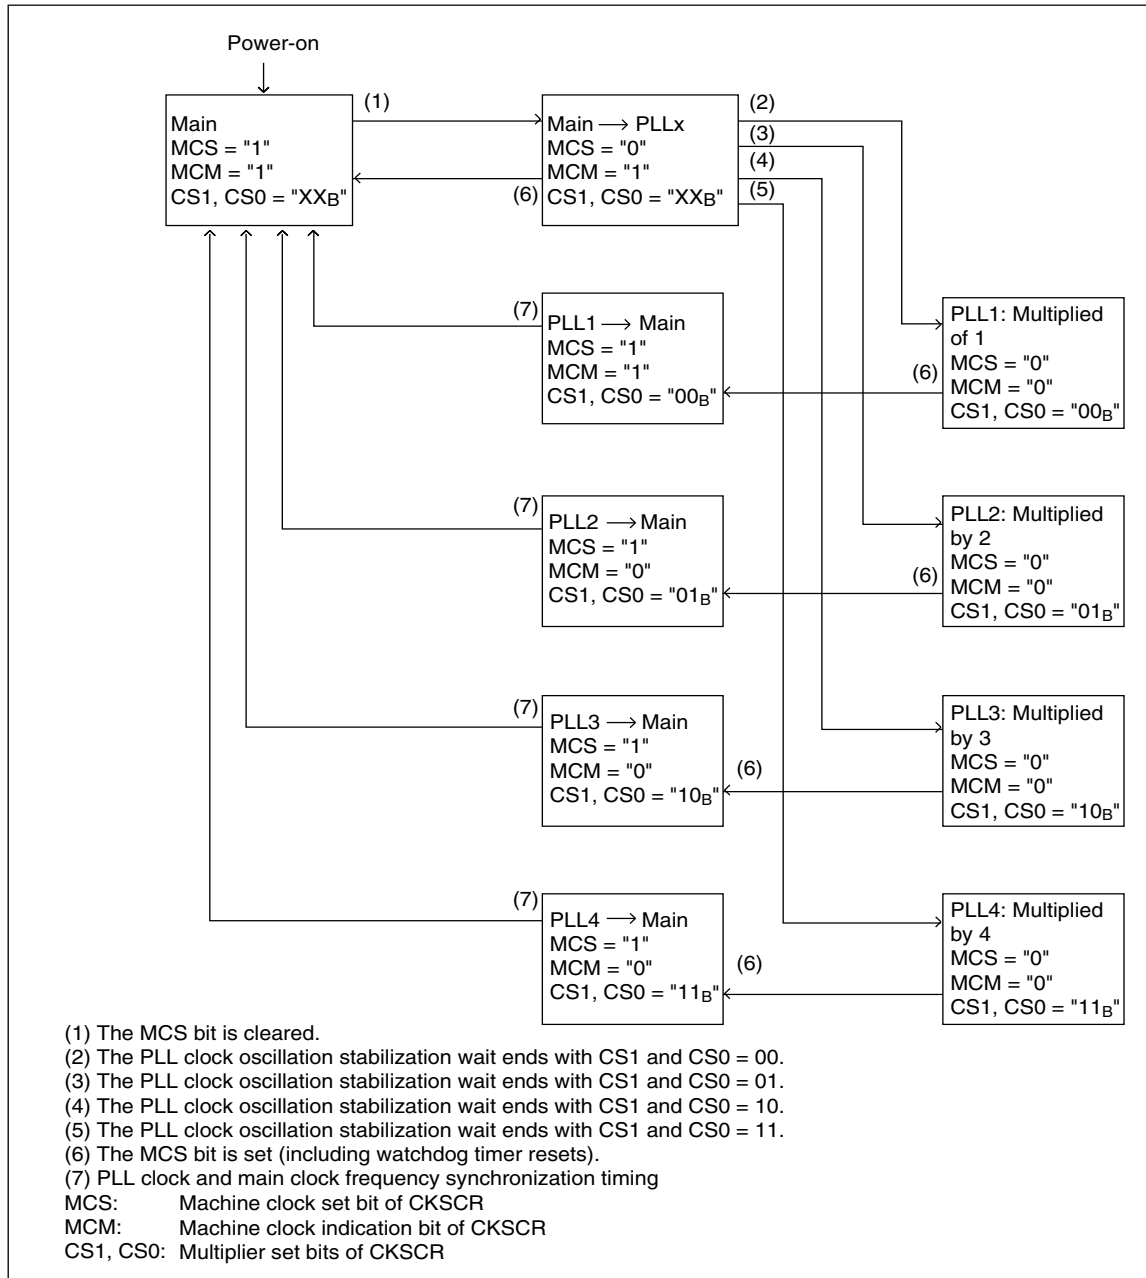 Power-on
(1)
Main
MCS = "1"
MCM = "1"
CS1, CS0 = "XXB"
(6)
Main → PLLx
MCS = "0"
MCM = "1"
CS1, CS0 = "XXB"
(2)
(3)
(4)
(5)
(7)
PLL1 → Main
MCS = "1"
MCM = "1"
CS1, CS0 = "00B"
(6)
PLL1: Multiplied
of 1
MCS = "0"
MCM = "0"
CS1, CS0 = "00B"
(7)
PLL2 → Main
MCS = "1"
MCM = "0"
CS1, CS0 = "01B"
(6)
PLL2: Multiplied
by 2
MCS = "0"
MCM = "0"
CS1, CS0 = "01B"
(7)
PLL3 → Main
MCS = "1"
MCM = "0"
CS1, CS0 = "10B"
(6)
PLL3: Multiplied
by 3
MCS = "0"
MCM = "0"
CS1, CS0 = "10B"
(7)
PLL4 → Main
MCS = "1"
MCM = "0"
CS1, CS0 = "11B"
(6)
PLL4: Multiplied
by 4
MCS = "0"
MCM = "0"
CS1, CS0 = "11B"
(1) The MCS bit is cleared.
(2) The PLL clock oscillation stabilization wait ends with CS1 and CS0 = 00.
(3) The PLL clock oscillation stabilization wait ends with CS1 and CS0 = 01.
(4) The PLL clock oscillation stabilization wait ends with CS1 and CS0 = 10.
(5) The PLL clock oscillation stabilization wait ends with CS1 and CS0 = 11.
(6) The MCS bit is set (including watchdog timer resets).
(7) PLL clock and main clock frequency synchronization timing
MCS: Machine clock set bit of CKSCR
MCM: Machine clock indication bit of CKSCR
CS1, CS0: Multiplier set bits of CKSCR